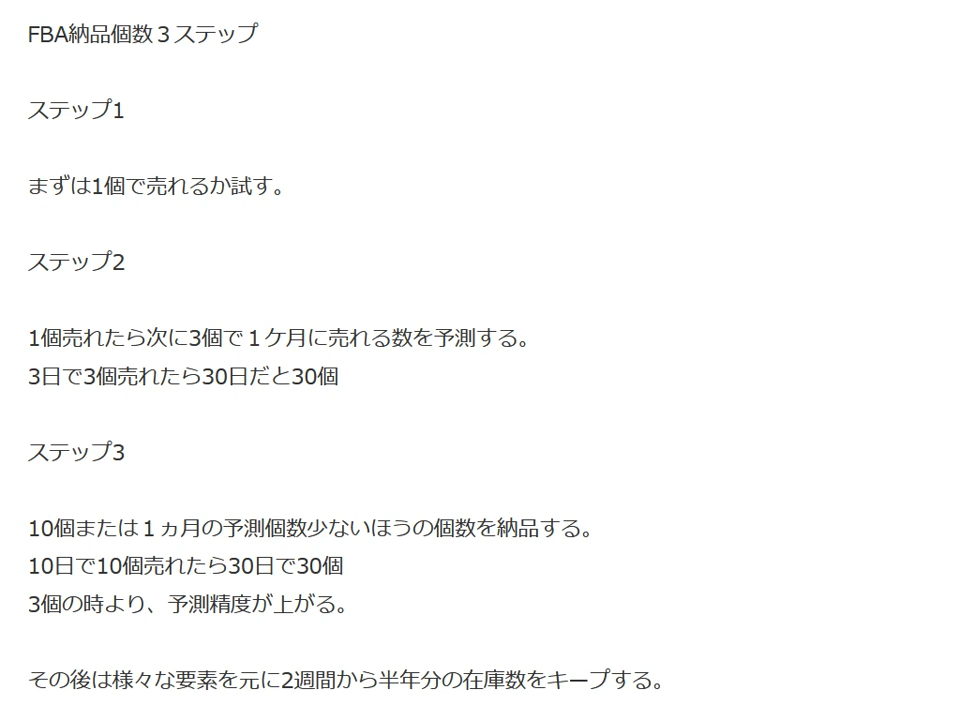 FBA納品個数３ステップ
ステップ1
まずは1個で売れるか試す。
ステップ2
1個売れたら次に3個で１ケ月に売れる数を予測する。
3日で3個売れたら30日だと30個
ステップ3
10個または１ヵ月の予測個数少ないほうの個数を納品する。
10日で10個売れたら30日で30個
3個の時より、予測精度が上がる。
その後は様々な要素を元に2週間から半年分の在庫数をキープする。